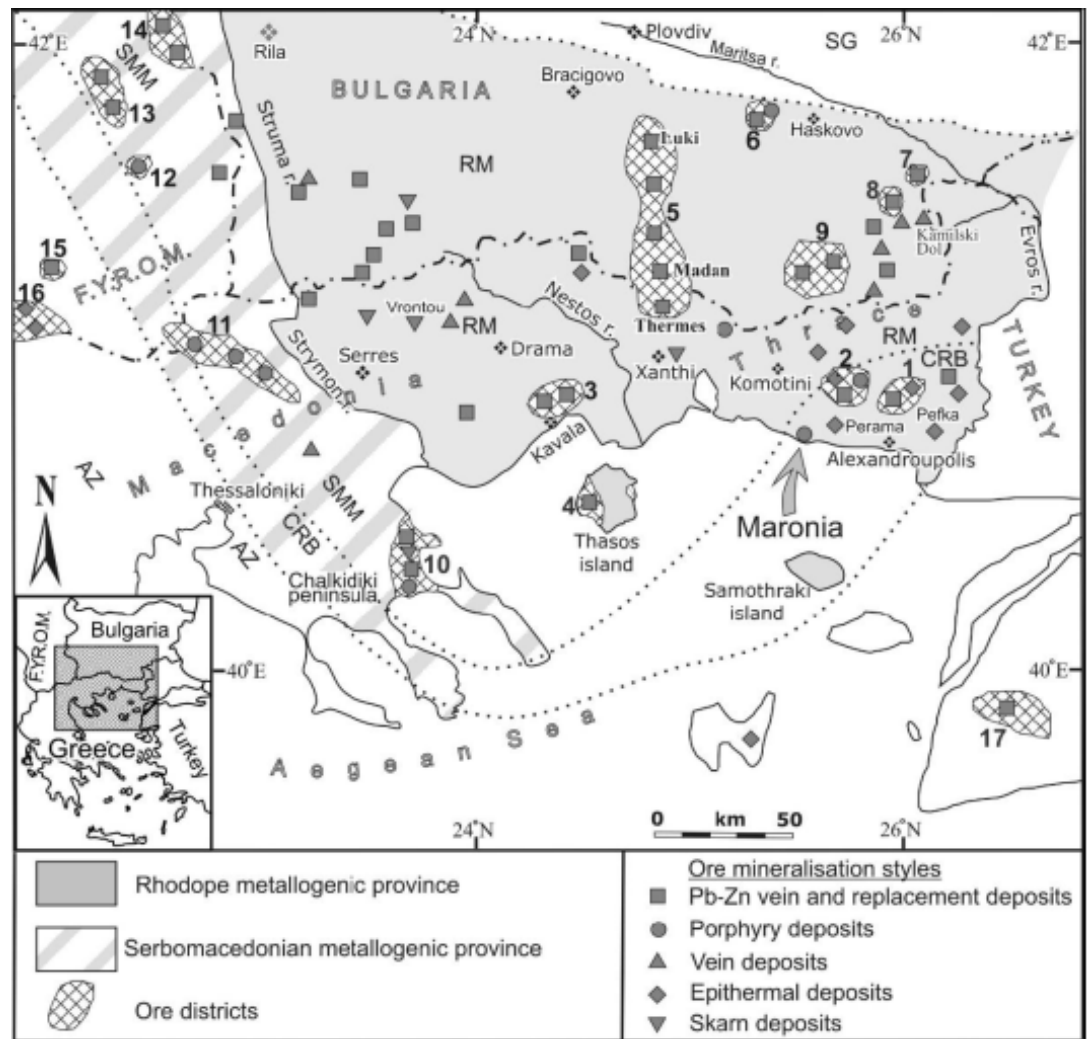 14
42°E
SMM
Rila
24°N
Plovdiv
Maritsa r.
SG
26°N
42°E
13
BULGARIA
Bracigovo
6
Haskovo
Struma r.
RM
Luki
12
7
8
5
Kamilski
Dol
Evros r.
15
F.Y.R.O.M.
9
Madan
16
Vrontou
Nestos r.
Thermes
11
RM
Thrace
RM
TURKEY
Strymon r.
Serres
Drama
Xanthi
Komotini
2
1
CRB
Macedonia
3
Perama
Pefka
Kavala
Alexandroupolis
AZ
Thessaloniki
SMM
N
CRB
AZ
4
Maronia
10
Thasos
island
Chalkidiki
peninsula
Samothraki
island
40°E
40°E
F.Y.R.O.M.
Bulgaria
Greece
Turkey
Aegean Sea
17
0 km 50
24°N
26°N
Rhodope metallogenic province
Serbomacedonian metallogenic province
Ore districts
Ore mineralisation styles
Pb-Zn vein and replacement deposits
Porphyry deposits
Vein deposits
Epithermal deposits
Skarn deposits